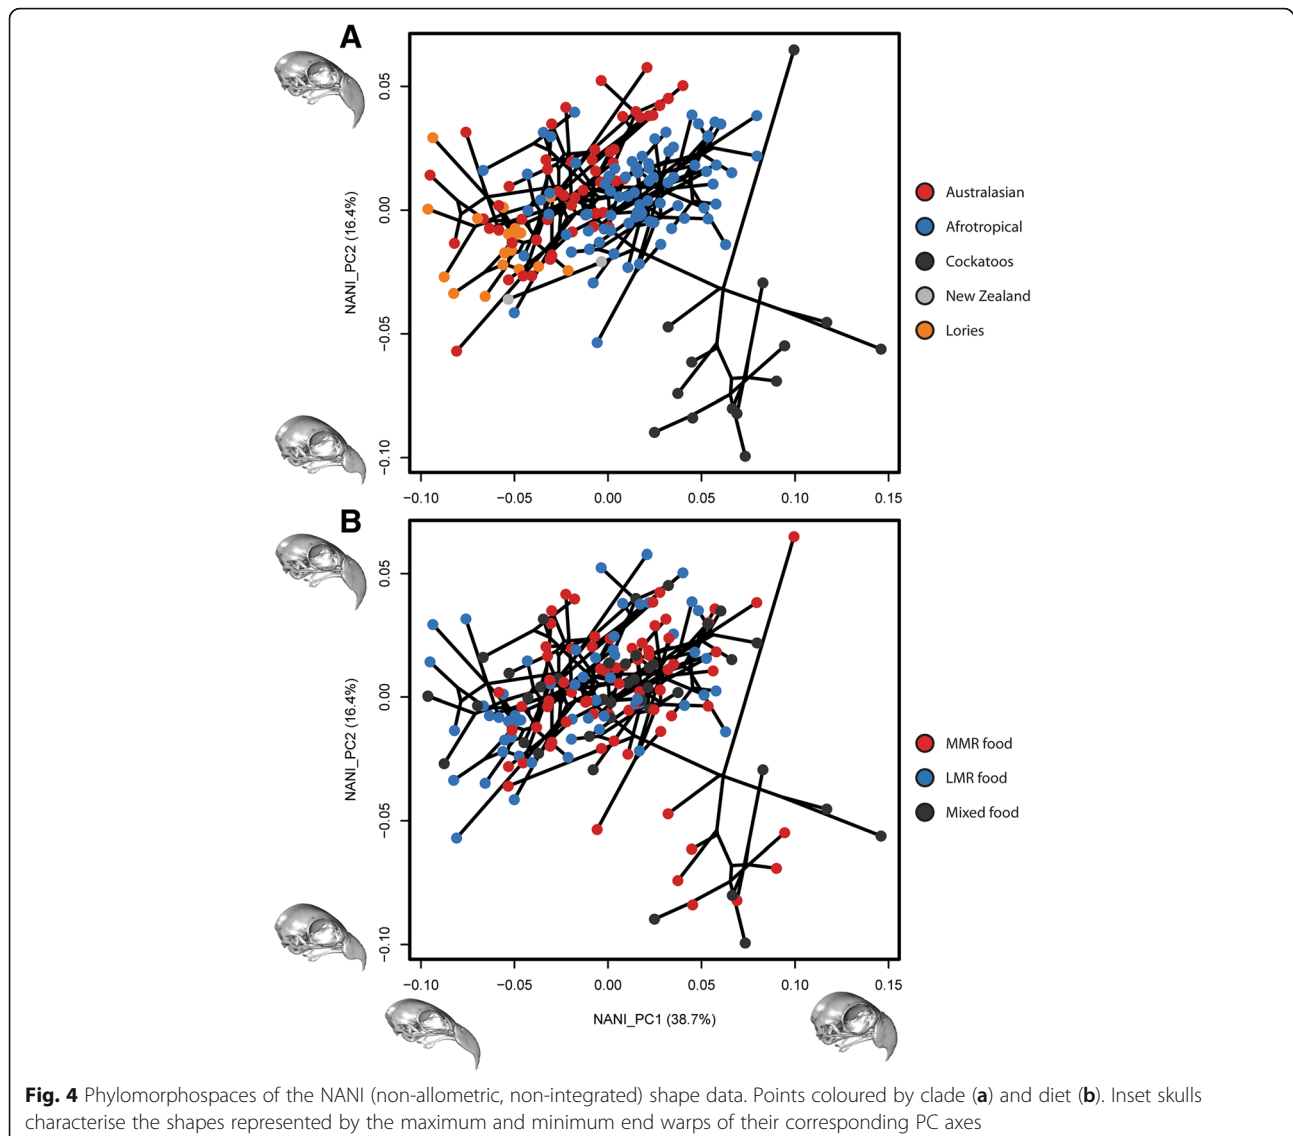 A
0.05
0.00
−0.05
−0.10
NANI_PC2 (16.4%)
−0.10 −0.05 0.00 0.05 0.10 0.15
Australasian
Afrotropical
Cockatoos
New Zealand
Lories
B
0.05
0.00
−0.05
−0.10
NANI_PC2 (16.4%)
−0.10 −0.05 0.00 0.05 0.10 0.15
NANI_PC1 (38.7%)
MMR food
LMR food
Mixed food
Fig. 4 Phylomorphospaces of the NANI (non-allometric, non-integrated) shape data. Points coloured by clade (a) and diet (b). Inset skulls
characterise the shapes represented by the maximum and minimum end warps of their corresponding PC axes